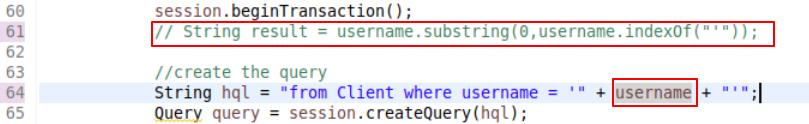 60 session.beginTransaction();
61 // String result = username.substring(0,username.indexOf("'"));
62
63 //create the query
64 String hql = "from Client where username = '" + username + "'";
65 Query query = session.createQuery(hql);